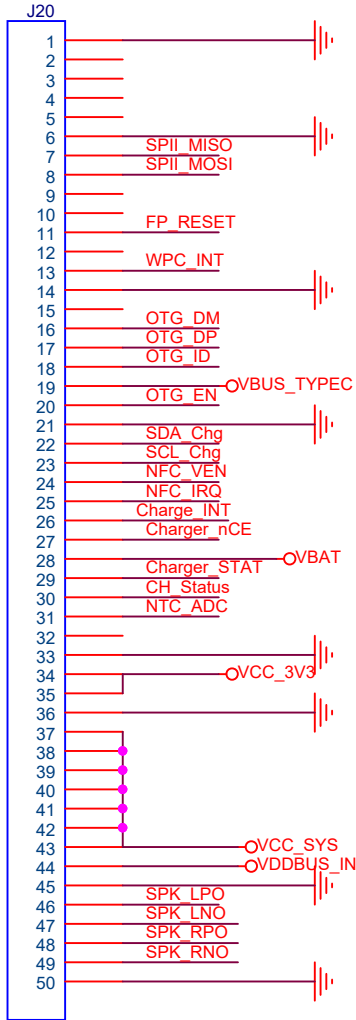 J20
1
2
3
4
5
6
7 SPII_MISO
8 SPII_MOSI
9
10
11 FP_RESET
12
13 WPC_INT
14
15
16 OTG_DM
17 OTG_DP
18 OTG_ID
19 VBUS_TYPEC
20 OTG_EN
21
22 SDA_Chg
23 SCL_Chg
24 NFC_VEN
25 NFC_IRQ
26 Charge_INT
27 Charger_nCE
28 VBAT
29 Charger_STAT
30 CH_Status
31 NTC_ADC
32
33
34 VCC_3V3
35
36
37
38
39
40
41
42
43 VCC_SYS
44 VDDBUS_IN
45
46 SPK_LPO
47 SPK_LNO
48 SPK_RPO
49 SPK_RNO
50